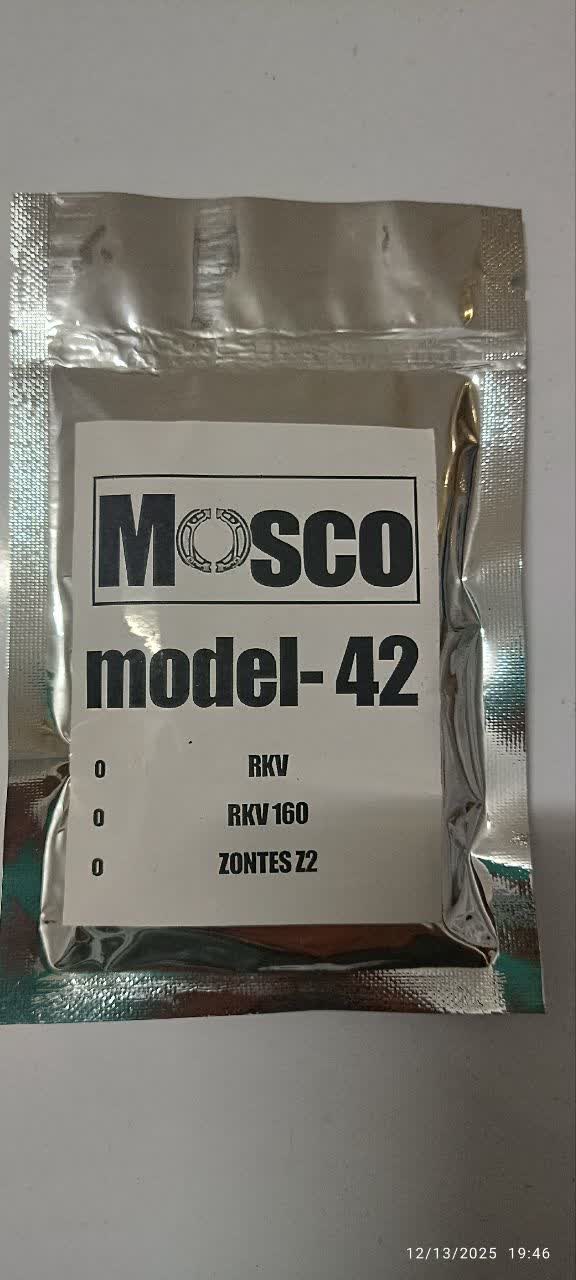 Mosco
model- 42
0 RKV
0 RKV 160
0 ZONTES Z2
12/13/2025 19:46